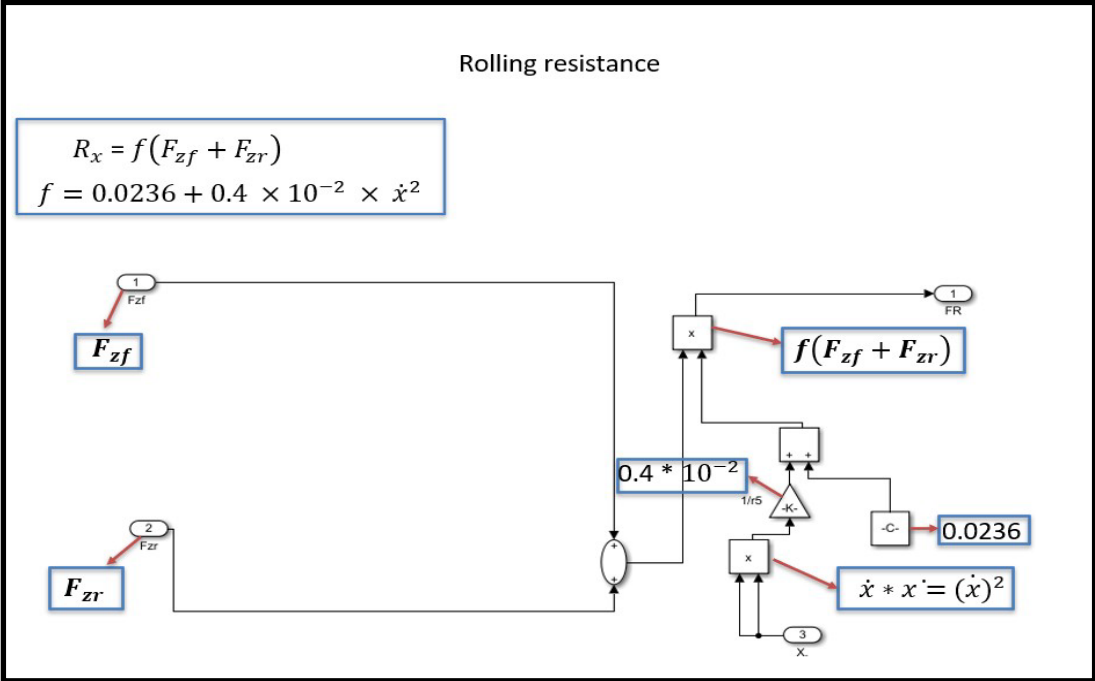 Rolling resistance
Rₓ = f(F_zf + F_zr)
f = 0.0236 + 0.4 × 10⁻² × ẋ²
1
Fzf
F_zf
1
FR
x
f(F_zf + F_zr)
+ +
0.4 * 10⁻²
1/r5
-K-
-C-
0.0236
2
Fzr
F_zr
+
+
x
ẋ * x ̇= (ẋ)²
3
X.